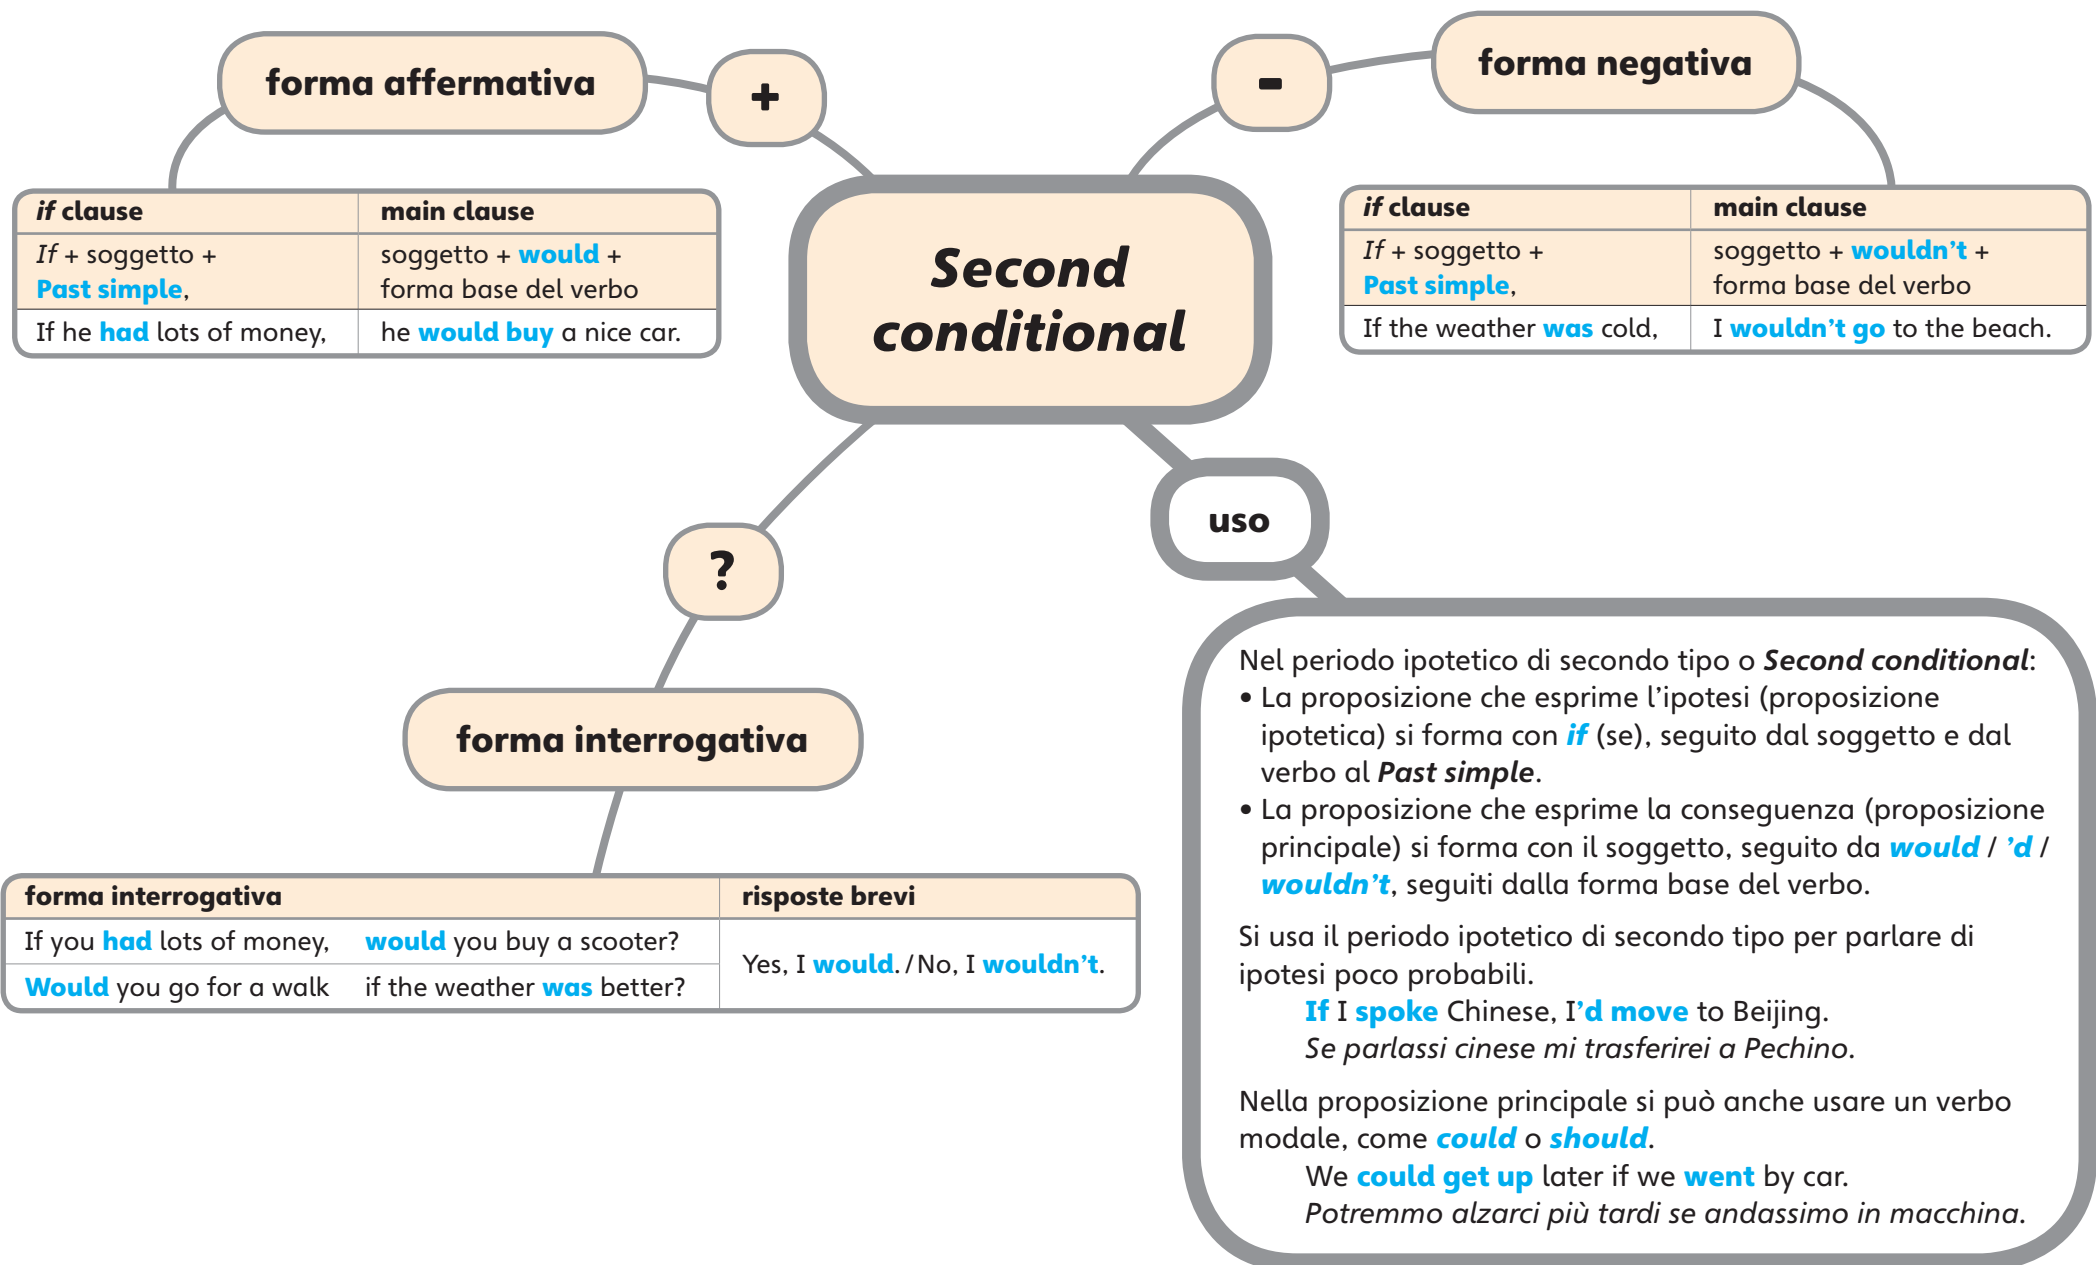 forma affermativa
+
if clause main clause
If + soggetto + soggetto + would +
Past simple, forma base del verbo
If he had lots of money, he would buy a nice car.
-
forma negativa
if clause main clause
If + soggetto + soggetto + wouldn't +
Past simple, forma base del verbo
If the weather was cold, I wouldn't go to the beach.
Second
conditional
?
forma interrogativa
forma interrogativa risposte brevi
If you had lots of money, would you buy a scooter?
Would you go for a walk if the weather was better?
Yes, I would. / No, I wouldn't.
uso
Nel periodo ipotetico di secondo tipo o Second conditional:
• La proposizione che esprime l'ipotesi (proposizione
ipotetica) si forma con if (se), seguito dal soggetto e dal
verbo al Past simple.
• La proposizione che esprime la conseguenza (proposizione
principale) si forma con il soggetto, seguito da would / 'd /
wouldn't, seguiti dalla forma base del verbo.
Si usa il periodo ipotetico di secondo tipo per parlare di
ipotesi poco probabili.
If I spoke Chinese, I'd move to Beijing.
Se parlassi cinese mi trasferirei a Pechino.
Nella proposizione principale si può anche usare un verbo
modale, come could o should.
We could get up later if we went by car.
Potremmo alzarci più tardi se andassimo in macchina.